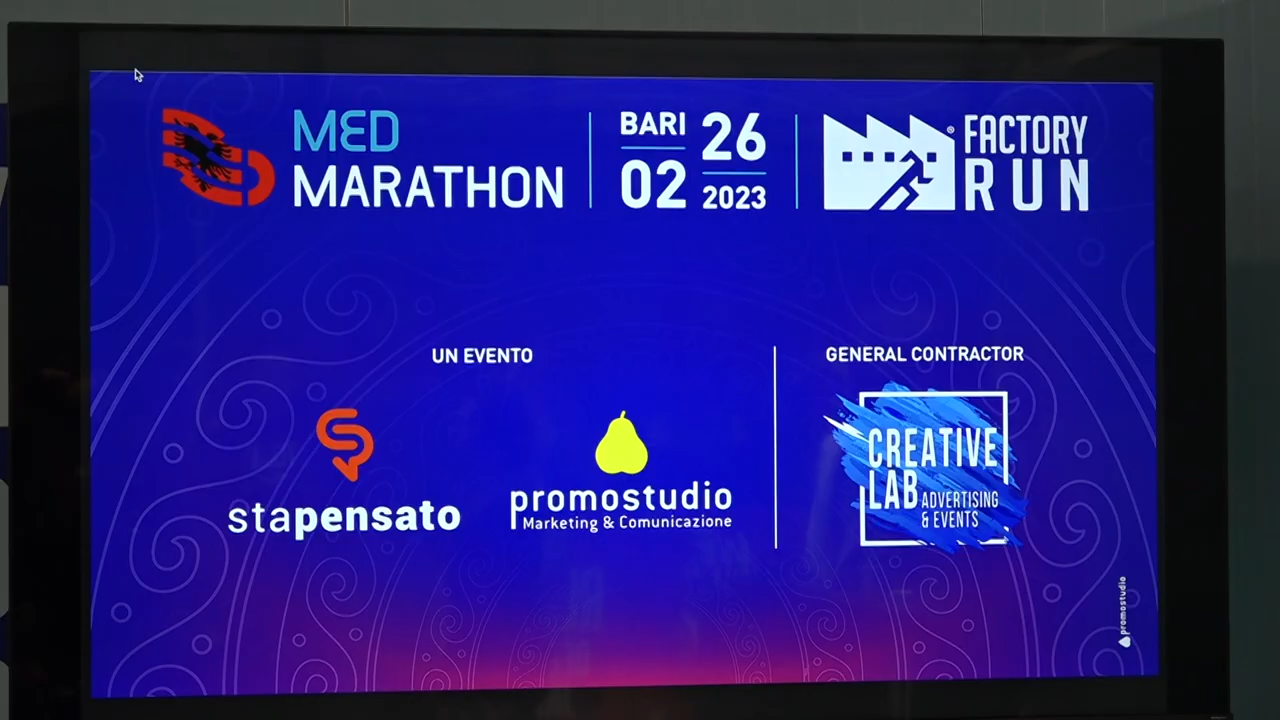 MED
MARATHON
BARI
26
02
2023
®
FACTORY
RUN
UN EVENTO
GENERAL CONTRACTOR
stapensato
promostudio
Marketing & Comunicazione
CREATIVE
LAB ADVERTISING
& EVENTS
promostudio